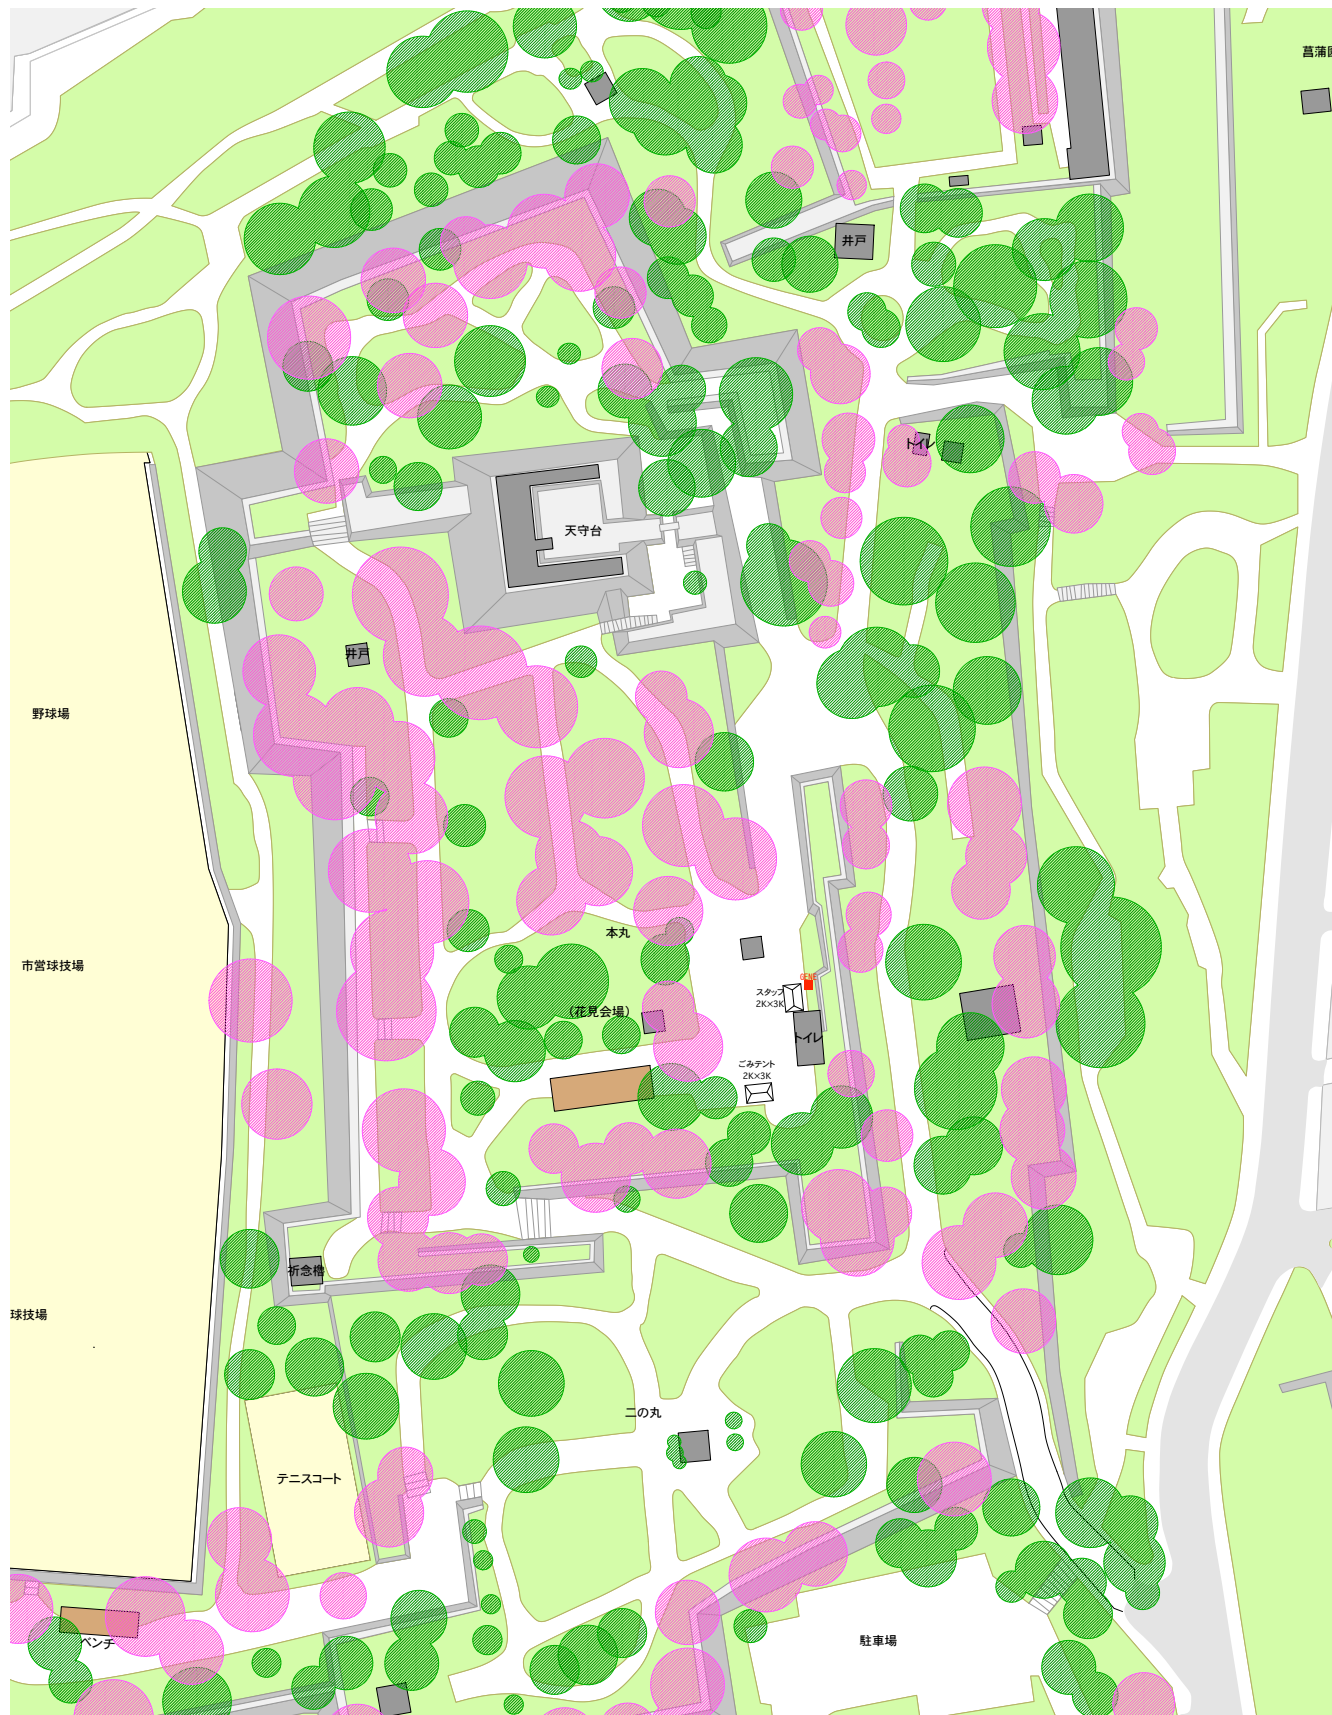 菖蒲園
井戸
トイレ
天守台
井戸
野球場
本丸
市営球技場
GENE
スタッフ
2K×3K
(花見会場)
トイレ
ごみテント
2K×3K
祈念櫓
球技場
二の丸
テニスコート
駐車場
ベンチ